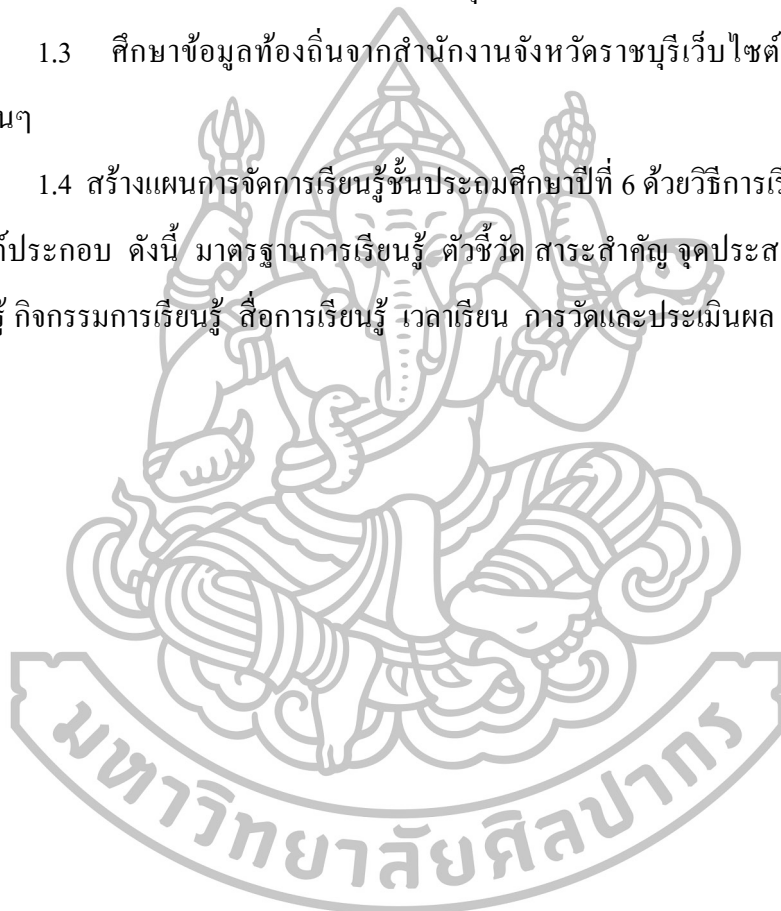 1.3 ศึกษาข้อมูลท้องถิ่นจากสำนักงานจังหวัดราชบุรีเว็บไซต์
นๆ
1.4 สร้างแผนการจัดการเรียนรู้ชั้นประถมศึกษาปีที่ 6 ด้วยวิธีการเรี
ประกอบ ดังนี้ มาตรฐานการเรียนรู้ ตัวชี้วัด สาระสำคัญ จุดประส
กิจกรรมการเรียนรู้ สื่อการเรียนรู้ เวลาเรียน การวัดและประเมินผล
มหาวิทยาลัยศิลปากร